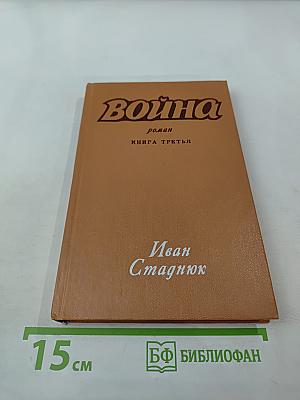 ВОЙНА
роман
КНИГА ТРЕТЬЯ
Иван
Стаднюк
15 см
БФ БИБЛИОФАН